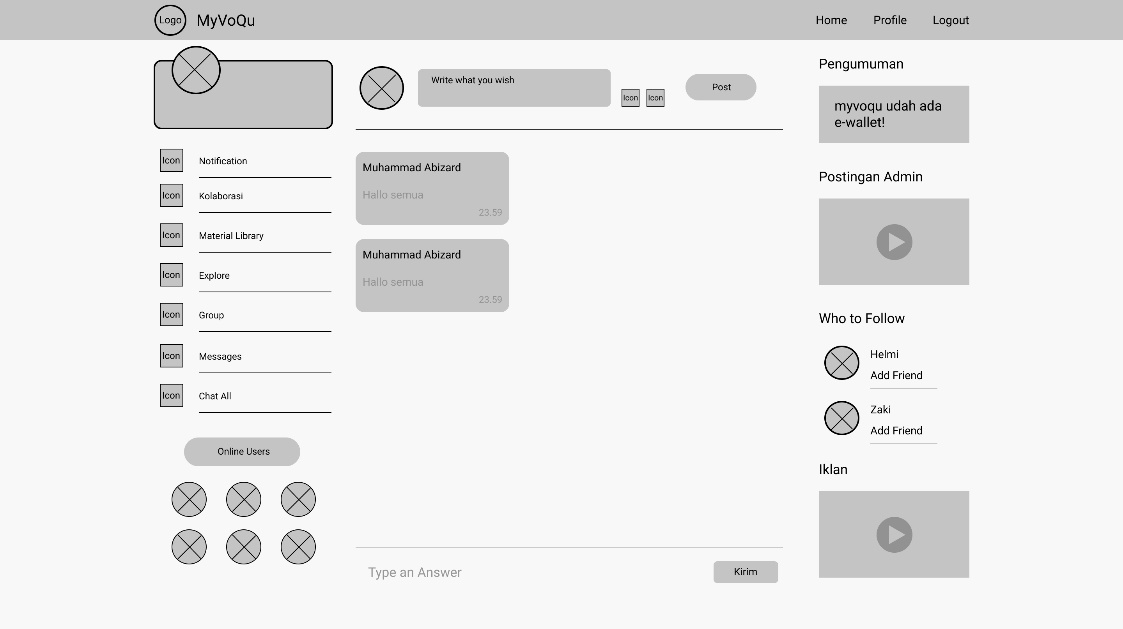 Logo MyVoQu
Home Profile Logout
Icon Notification
Icon Kolaborasi
Icon Material Library
Icon Explore
Icon Group
Icon Messages
Icon Chat All
Online Users
Write what you wish
Icon Icon
Post
Muhammad Abizard
Hallo semua
23.59
Muhammad Abizard
Hallo semua
23.59
Type an Answer
Kirim
Pengumuman
myvoqu udah ada
e-wallet!
Postingan Admin
Who to Follow
Helmi
Add Friend
Zaki
Add Friend
Iklan